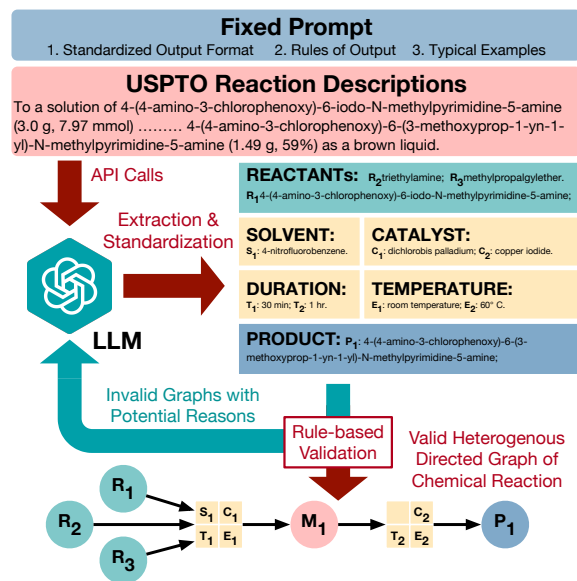 Fixed Prompt
1. Standardized Output Format 2. Rules of Output 3. Typical Examples
USPTO Reaction Descriptions
To a solution of 4-(4-amino-3-chlorophenoxy)-6-iodo-N-methylpyrimidine-5-amine
(3.0 g, 7.97 mmol) ......... 4-(4-amino-3-chlorophenoxy)-6-(3-methoxyprop-1-yn-1-
yl)-N-methylpyrimidine-5-amine (1.49 g, 59%) as a brown liquid.
API Calls
Extraction &
Standardization
LLM
REACTANTs: R2triethylamine; R3methylpropalgylether.
R14-(4-amino-3-chlorophenoxy)-6-iodo-N-methylpyrimidine-5-amine;
SOLVENT:
S1: 4-nitrofluorobenzene.
CATALYST:
C1: dichlorobis palladium; C2: copper iodide.
DURATION:
T1: 30 min; T2: 1 hr.
TEMPERATURE:
E1: room temperature; E2: 60° C.
PRODUCT: P1: 4-(4-amino-3-chlorophenoxy)-6-(3-
methoxyprop-1-yn-1-yl)-N-methylpyrimidine-5-amine;
Invalid Graphs with
Potential Reasons
Rule-based
Validation
Valid Heterogenous
Directed Graph of
Chemical Reaction
R1
R2
R3
S1 C1
T1 E1
M1
C2
T2 E2
P1